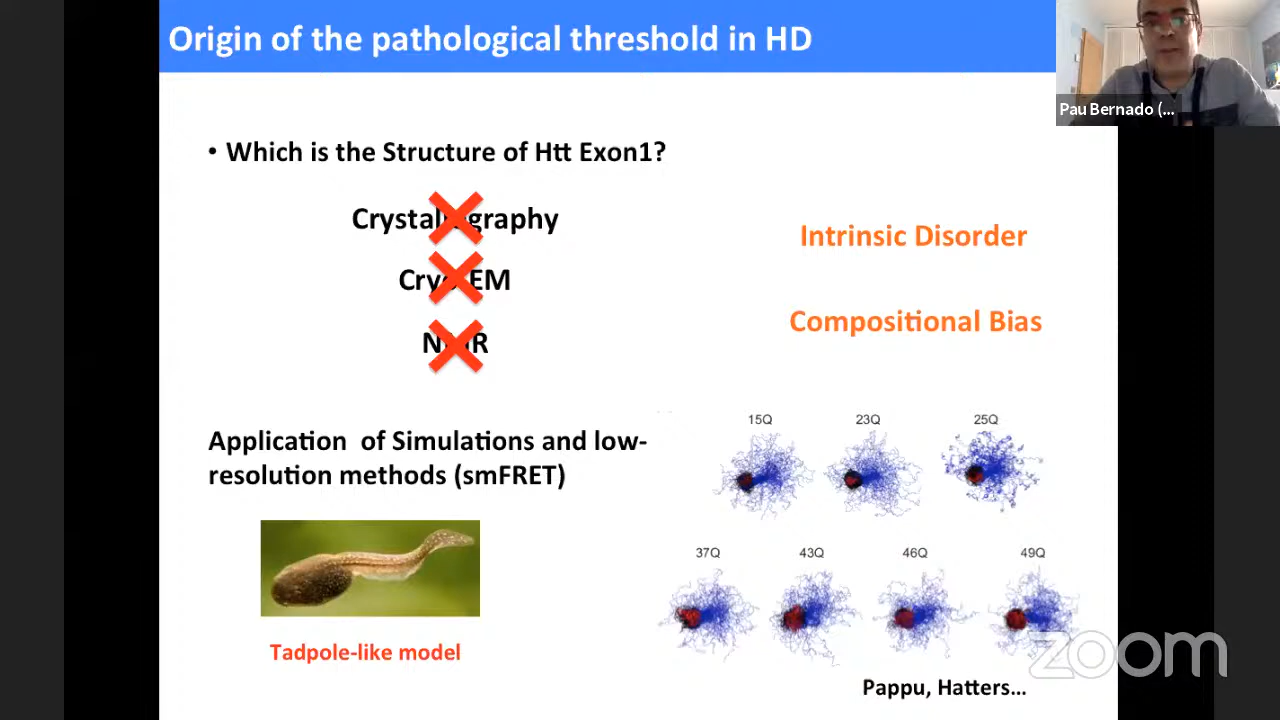 Origin of the pathological threshold in HD
Pau Bernado (...
• Which is the Structure of Htt Exon1?
Crystallography
Cryo-EM
NMR
Intrinsic Disorder
Compositional Bias
Application of Simulations and low-
resolution methods (smFRET)
15Q 23Q 25Q
37Q 43Q 46Q 49Q
Tadpole-like model
Pappu, Hatters...
zoom